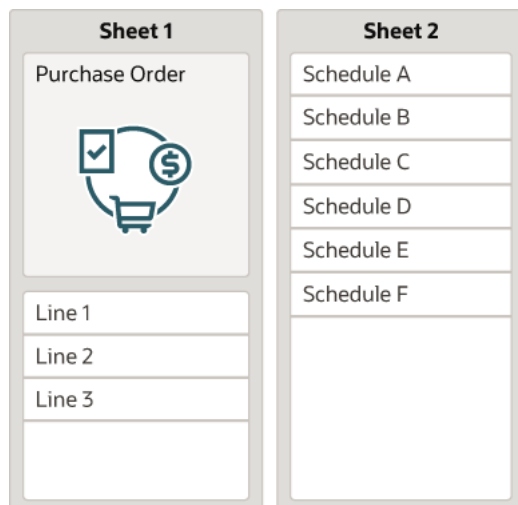 Sheet 1
Purchase Order
$
Line 1
Line 2
Line 3
Sheet 2
Schedule A
Schedule B
Schedule C
Schedule D
Schedule E
Schedule F